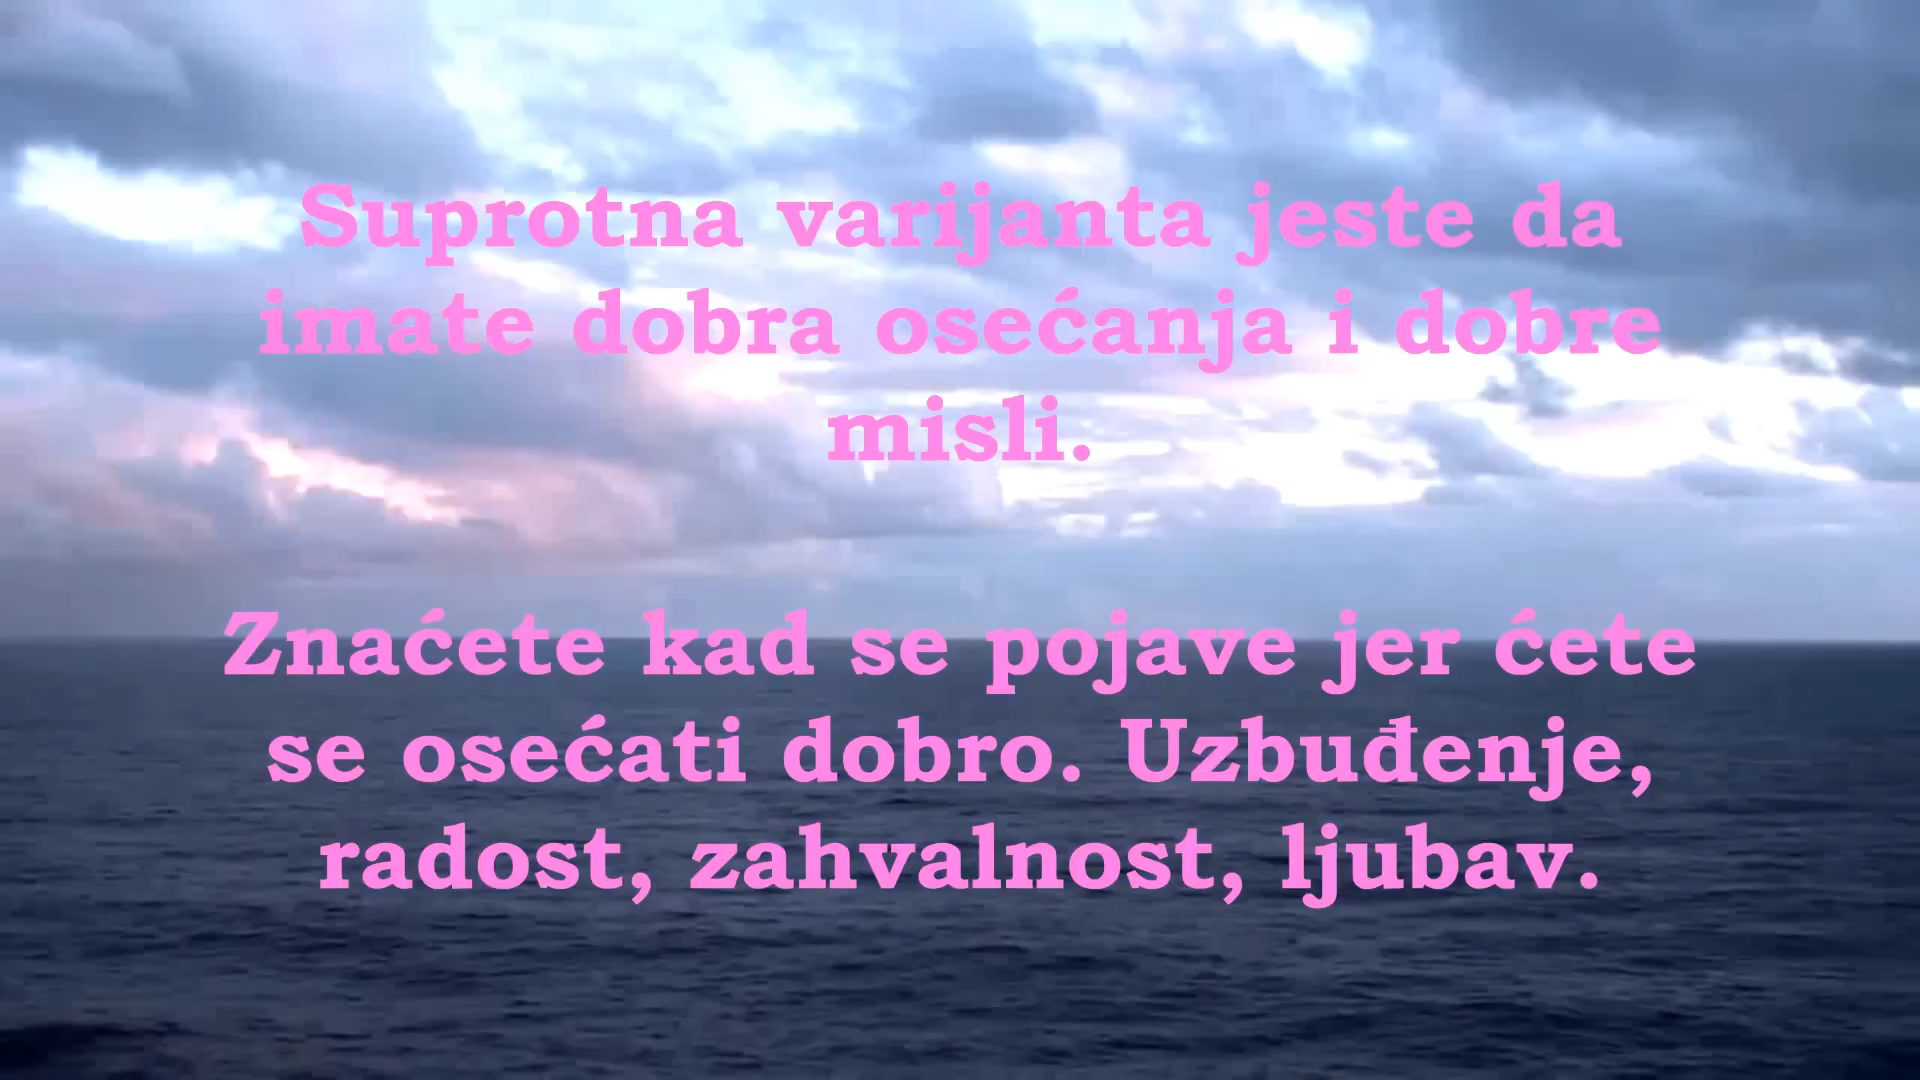 Suprotna varijanta jeste da
imate dobra osećanja i dobre
misli.
Znaćete kad se pojave jer ćete
se osećati dobro. Uzbuđenje,
radost, zahvalnost, ljubav.